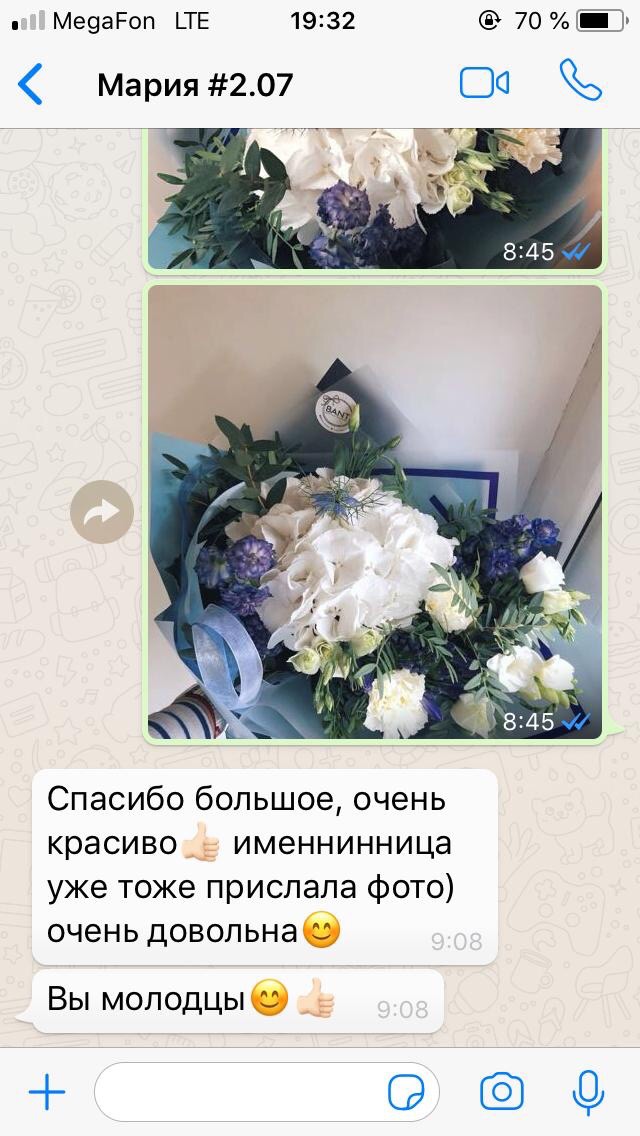 MegaFon LTE 19:32 70 %
Мария #2.07
8:45
BANT
8:45
Спасибо большое, очень
красиво👍🏻 именнинница
уже тоже прислала фото)
очень довольна😊
9:08
Вы молодцы😊👍🏻
9:08